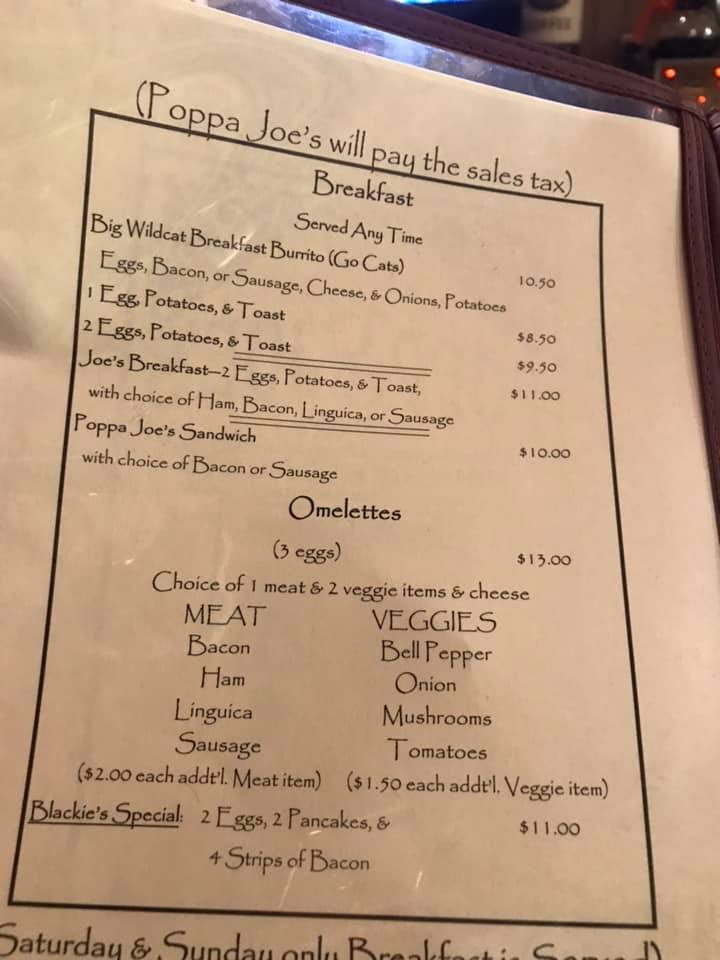 (Poppa Joe's will pay the sales tax)
Breakfast
Served Any Time
Big Wildcat Breakfast Burrito (Go Cats) 10.50
Eggs, Bacon, or Sausage, Cheese, & Onions, Potatoes
1 Egg, Potatoes, & Toast $8.50
2 Eggs, Potatoes, & Toast $9.50
Joe's Breakfast—2 Eggs, Potatoes, & Toast, $11.00
with choice of Ham, Bacon, Linguica, or Sausage
Poppa Joe's Sandwich $10.00
with choice of Bacon or Sausage
Omelettes
(3 eggs) $13.00
Choice of 1 meat & 2 veggie items & cheese
MEAT VEGGIES
Bacon Bell Pepper
Ham Onion
Linguica Mushrooms
Sausage Tomatoes
($2.00 each addt'l. Meat item) ($1.50 each addt'l. Veggie item)
Blackie's Special: 2 Eggs, 2 Pancakes, & $11.00
4 Strips of Bacon
Saturday & Sunday only Breakfast is Served)